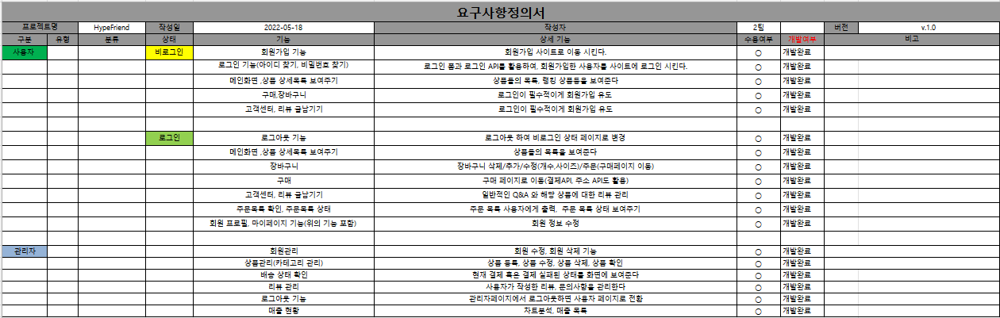 요구사항정의서
프로젝트명 HypeFriend 작성일 2022-05-18 작성자 2팀 버전 v.1.0
구분 유형 분류 상태 기능 상세 기능 수용여부 개발여부 비고
사용자 비로그인 회원가입 기능 회원가입 사이트로 이동 시킨다. ○ 개발완료
로그인 기능(아이디 찾기, 비밀번호 찾기) 로그인 폼과 로그인 API를 활용하여, 회원가입한 사용자를 사이트에 로그인 시킨다. ○ 개발완료
메인화면 ,상품 상세목록 보여주기 상품들의 목록, 랭킹 상품등을 보여준다 ○ 개발완료
구매,장바구니 로그인이 필수적이게 회원가입 유도 ○ 개발완료
고객센터, 리뷰 글남기기 로그인이 필수적이게 회원가입 유도 ○ 개발완료
로그인 로그아웃 기능 로그아웃 하여 비로그인 상태 페이지로 변경 ○ 개발완료
메인화면 ,상품 상세목록 보여주기 상품들의 목록을 보여준다 ○ 개발완료
장바구니 장바구니 삭제/추가/수정(개수,사이즈)/주문(구매페이지 이동) ○ 개발완료
구매 구매 페이지로 이동(결제API, 주소 API도 활용) ○ 개발완료
고객센터, 리뷰 글남기기 일반적인 Q&A 와 해당 상품에 대한 리뷰 관리 ○ 개발완료
주문목록 확인, 주문목록 상태 주문 목록 사용자에게 출력, 주문 목록 상태 보여주기 ○ 개발완료
회원 프로필, 마이페이지 기능(위의 기능 포함) 회원 정보 수정 ○ 개발완료
관리자 회원관리 회원 수정, 회원 삭제 기능 ○ 개발완료
상품관리(카테고리 관리) 상품 등록, 상품 수정, 상품 삭제, 상품 확인 ○ 개발완료
배송 상태 확인 현재 결제 혹은 결제 실패된 상태를 화면에 보여준다 ○ 개발완료
리뷰 관리 사용자가 작성한 리뷰, 문의사항을 관리한다 ○ 개발완료
로그아웃 기능 관리자페이지에서 로그아웃하면 사용자 페이지로 전환 ○ 개발완료
매출 현황 차트분석, 매출 목록 ○ 개발완료